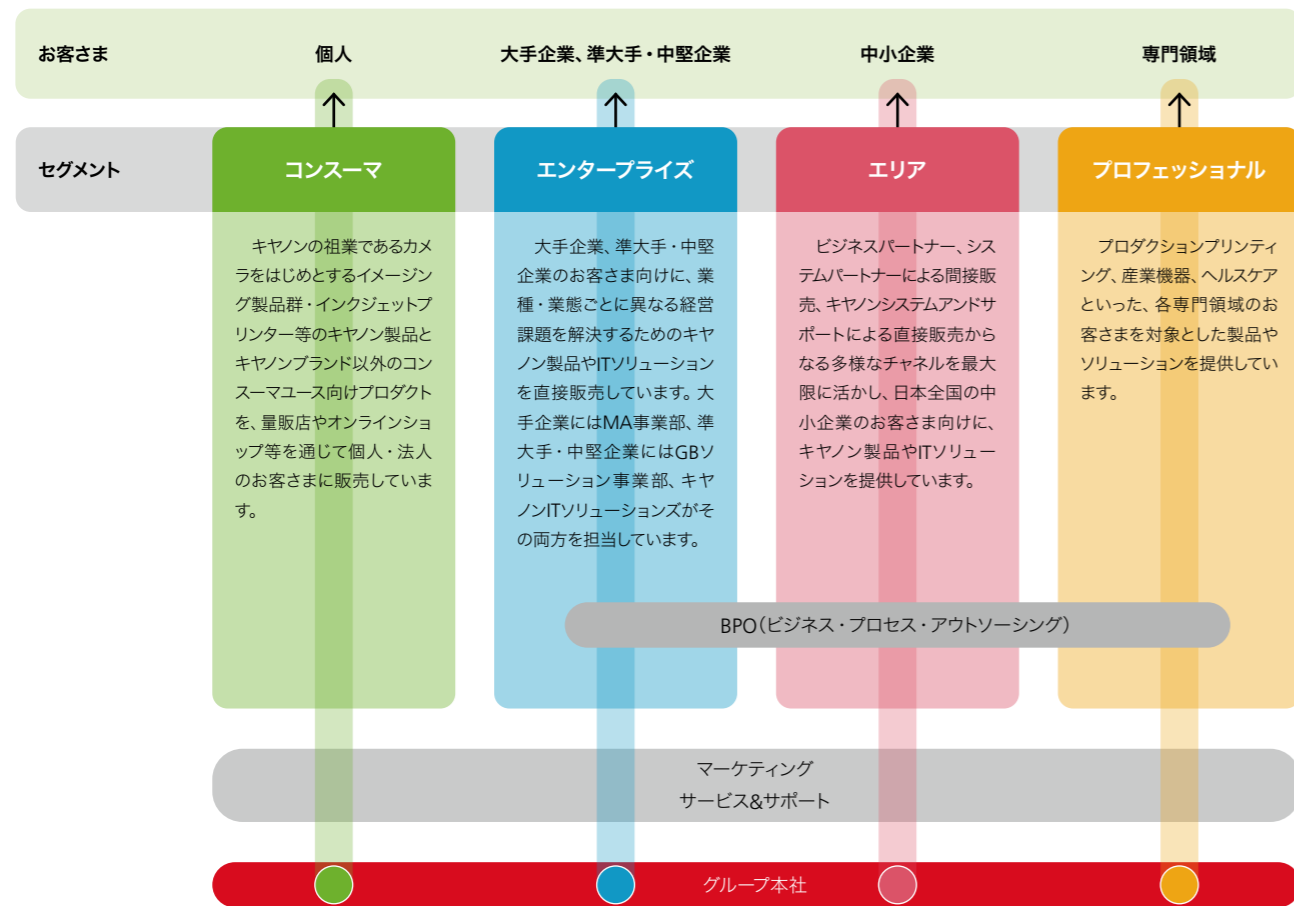 お客さま
個人
大手企業、準大手・中堅企業
中小企業
専門領域
セグメント
コンスーマ
エンタープライズ
エリア
プロフェッショナル
キヤノンの祖業であるカメ
ラをはじめとするイメージン
グ製品群・インクジェットプ
リンター等のキヤノン製品と
キヤノンブランド以外のコン
スーマユース向けプロダクト
を、量販店やオンラインショ
ップ等を通じて個人・法人
のお客さまに販売していま
す。
大手企業、準大手・中堅
企業のお客さま向けに、業
種・業態ごとに異なる経営
課題を解決するためのキヤ
ノン製品やITソリューション
を直接販売しています。大
手企業にはMA事業部、準
大手・中堅企業にはGBソ
リューション事業部、キヤ
ノンITソリューションズがそ
の両方を担当しています。
ビジネスパートナー、シス
テムパートナーによる間接販
売、キヤノンシステムアンドサ
ポートによる直接販売から
なる多様なチャネルを最大
限に活かし、日本全国の中
小企業のお客さま向けに、
キヤノン製品やITソリュー
ションを提供しています。
プロダクションプリンティ
ング、産業機器、ヘルスケア
といった、各専門領域のお
客さまを対象とした製品や
ソリューションを提供してい
ます。
BPO（ビジネス・プロセス・アウトソーシング）
マーケティング
サービス&サポート
グループ本社